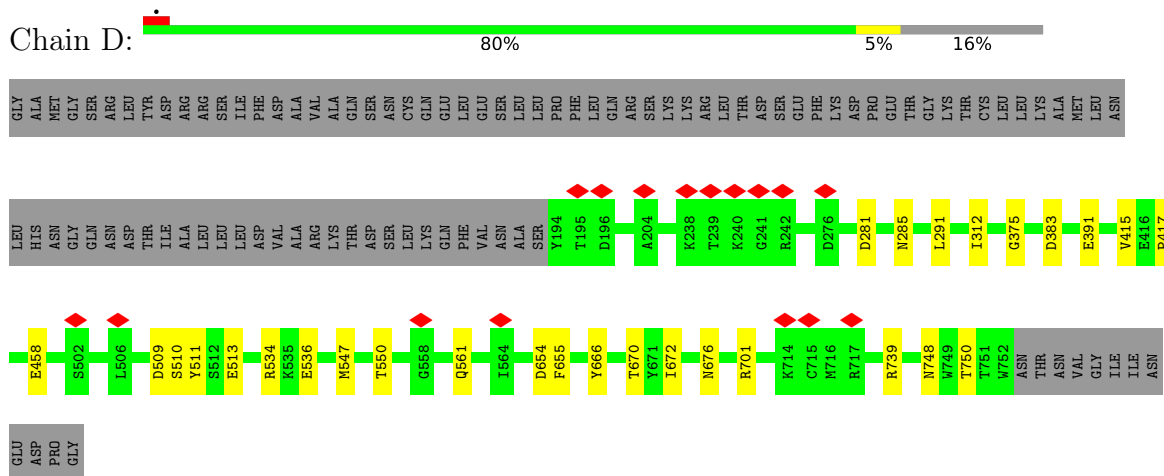 Chain D:
80% 5% 16%
GLY ALA MET GLY SER ARG LEU TYR ASP ARG ARG SER ILE PHE ASP ALA VAL ALA GLN SER ASN CYS GLN GLU LEU GLU SER LEU LEU PRO PHE LEU GLN ARG SER LYS LYS ARG LEU THR ASP SER GLU PHE LYS ASP PRO GLU THR GLY LYS THR CYS LEU LEU LYS ALA MET LEU ASN
LEU HIS ASN GLY GLN ASN ASP THR ILE ALA LEU LEU LEU ASP VAL ALA ARG LYS THR ASP SER LEU LYS GLN PHE VAL ASN ALA SER Y194 T195 D196 A204 K238 T239 K240 G241 R242 D276 D281 N285 L291 I312 G375 D383 E391 V415 E416 R417
E458 S502 L506 D509 S510 Y511 S512 E513 R534 K535 E536 M547 T550 G558 Q561 I564 D654 F655 Y666 T670 Y671 I672 N676 R701 K714 C715 M716 R717 R739 N748 W749 T750 T751 W752 ASN THR ASN VAL GLY ILE ILE ASN
GLU ASP PRO GLY